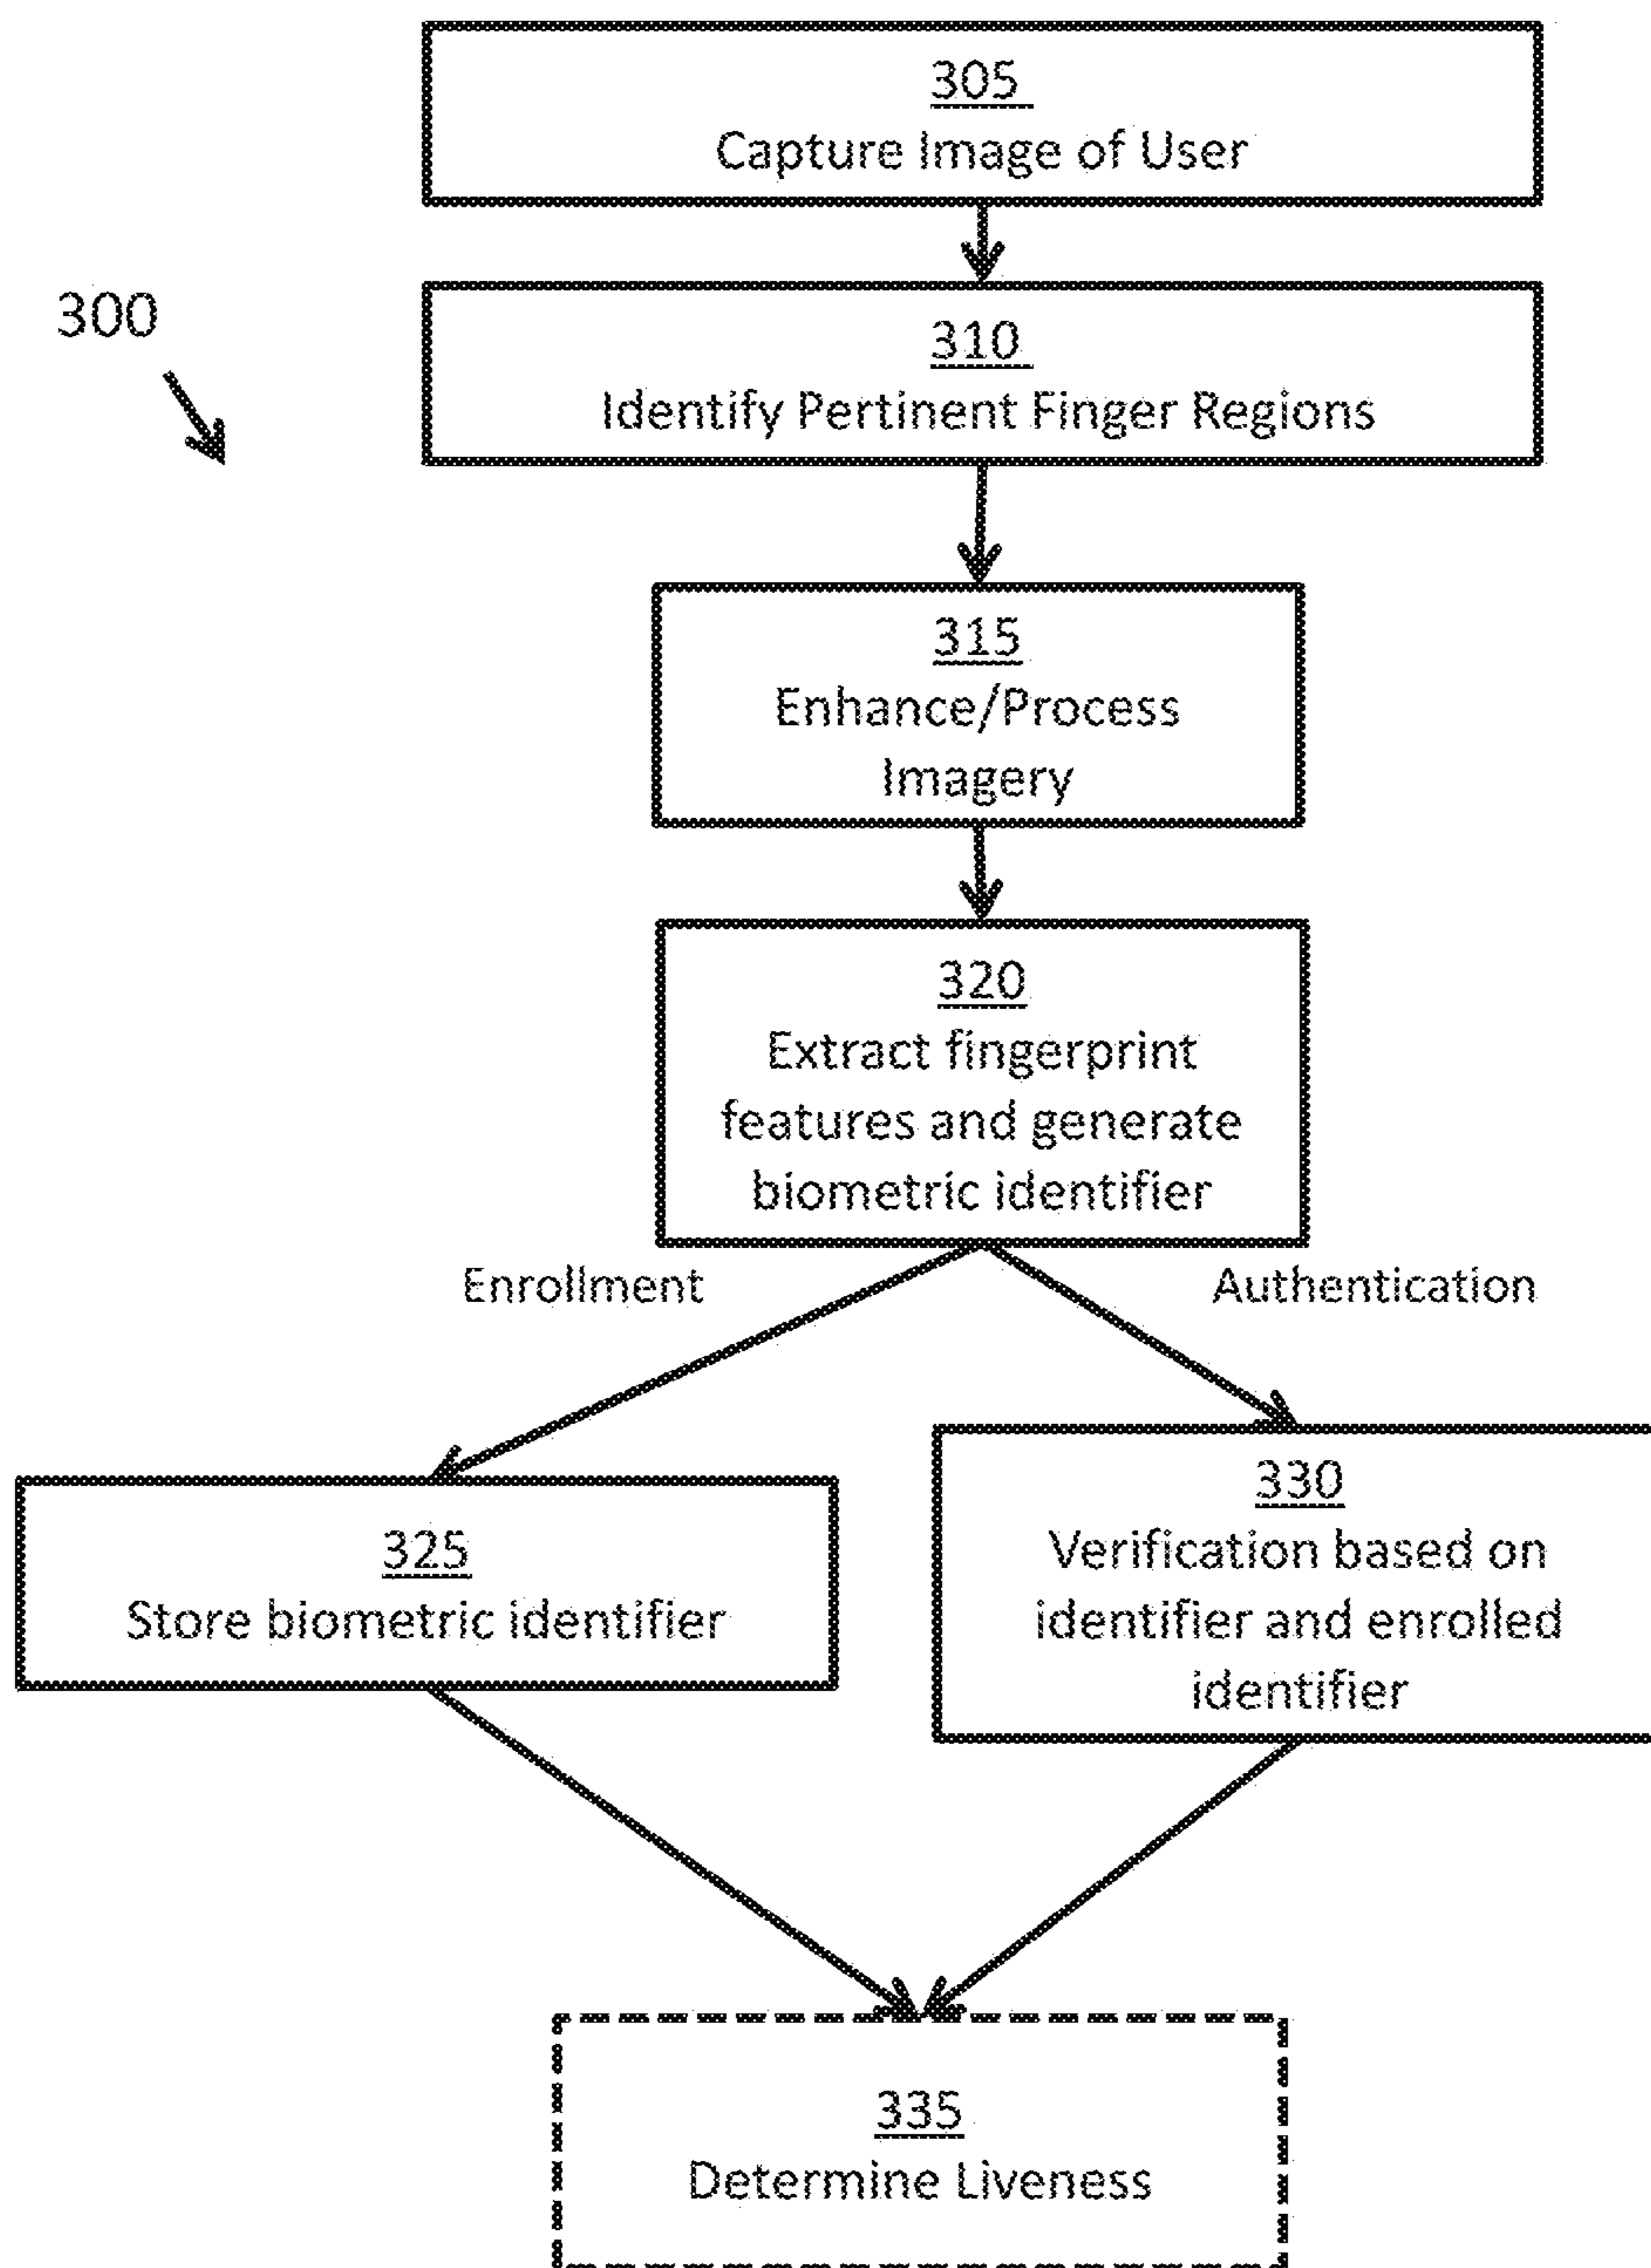 305
Capture Image of User
300
310
Identify Pertinent Finger Regions
315
Enhance/Process
Imagery
320
Extract fingerprint
features and generate
biometric identifier
Enrollment
Authentication
325
Store biometric identifier
330
Verification based on
identifier and enrolled
identifier
335
Determine Liveness